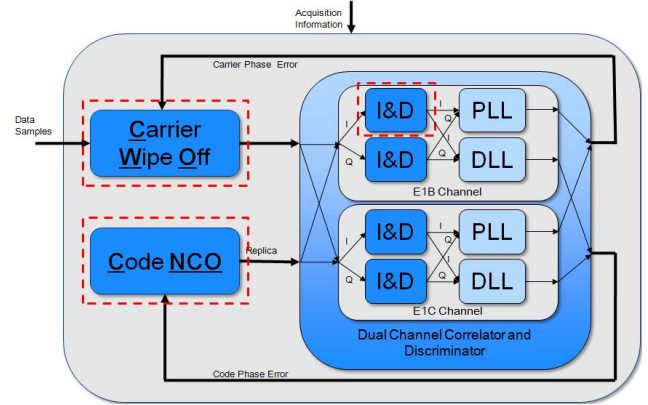 Acquisition
Information
Carrier Phase Error
Data
Samples
Carrier
Wipe Off
I
Q
I&D
I&D
I
Q
I
Q
PLL
DLL
E1B Channel
Code NCO
Replica
I
Q
I&D
I&D
I
Q
I
Q
PLL
DLL
E1C Channel
Dual Channel Correlator and
Discriminator
Code Phase Error